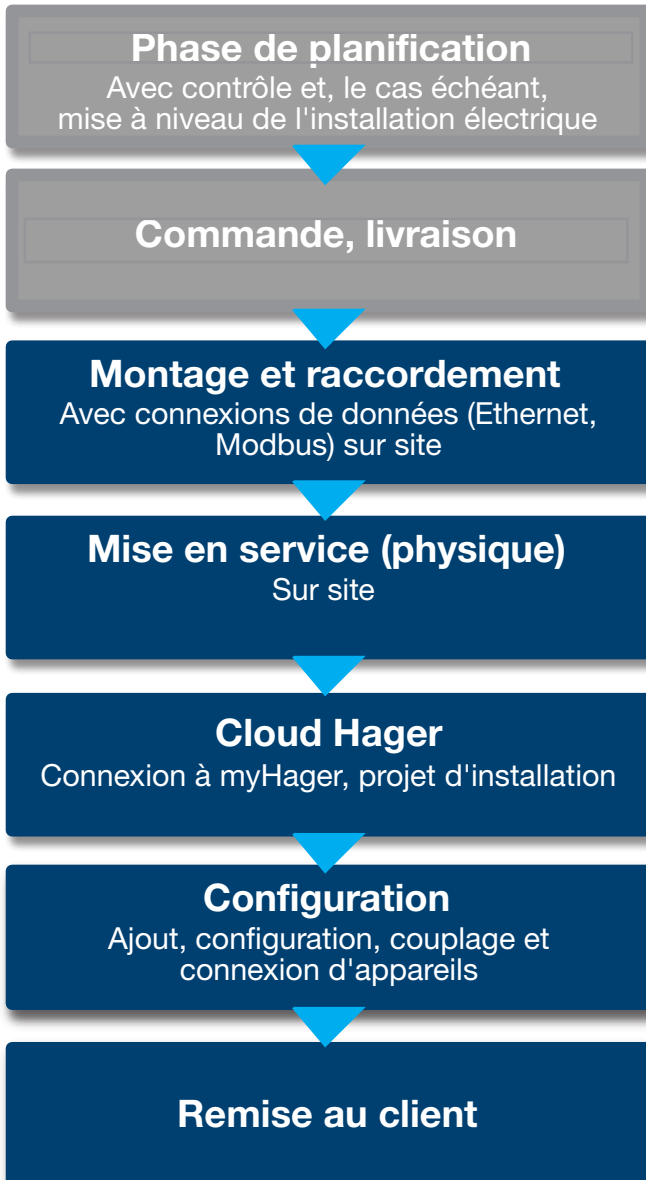 Phase de planification
Avec contrôle et, le cas échéant,
mise à niveau de l'installation électrique
Commande, livraison
Montage et raccordement
Avec connexions de données (Ethernet,
Modbus) sur site
Mise en service (physique)
Sur site
Cloud Hager
Connexion à myHager, projet d'installation
Configuration
Ajout, configuration, couplage et
connexion d'appareils
Remise au client